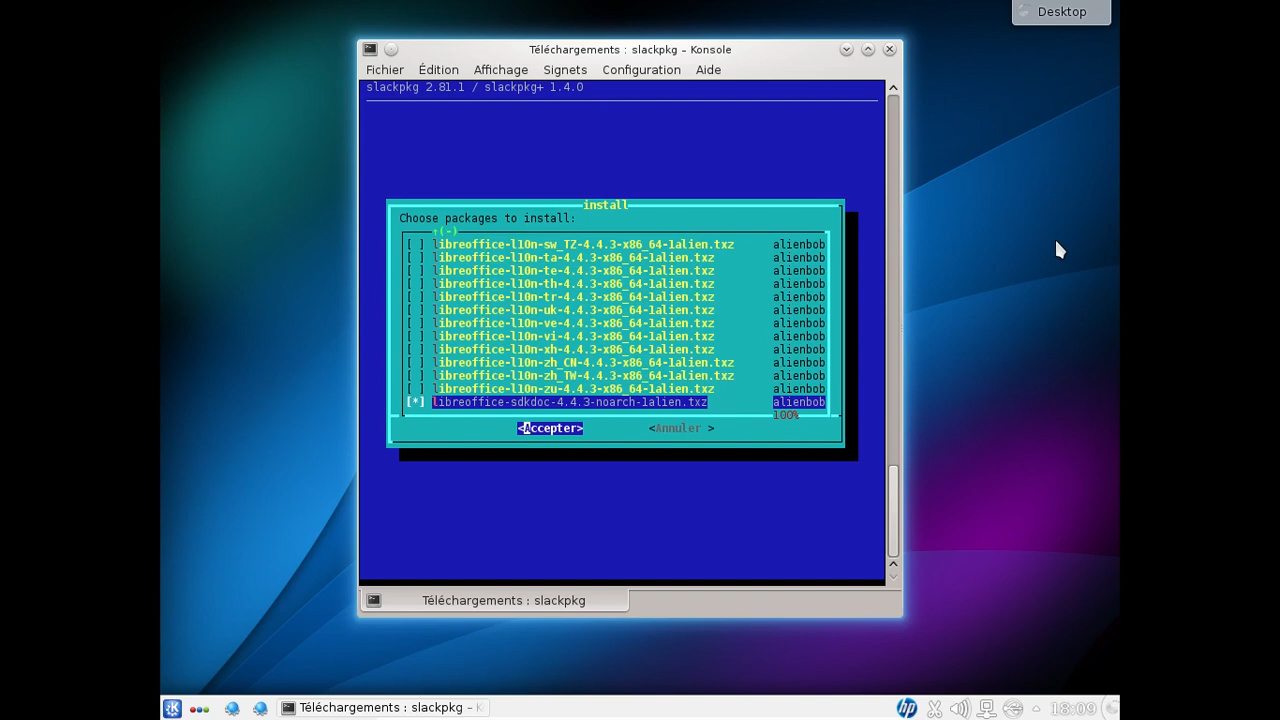 Desktop
Téléchargements : slackpkg – Konsole
Fichier Édition Affichage Signets Configuration Aide
slackpkg 2.81.1 / slackpkg+ 1.4.0
install
Choose packages to install:
↑(-)
[ ] libreoffice-l10n-sw_TZ-4.4.3-x86_64-1alien.txz alienbob
[ ] libreoffice-l10n-ta-4.4.3-x86_64-1alien.txz alienbob
[ ] libreoffice-l10n-te-4.4.3-x86_64-1alien.txz alienbob
[ ] libreoffice-l10n-th-4.4.3-x86_64-1alien.txz alienbob
[ ] libreoffice-l10n-tr-4.4.3-x86_64-1alien.txz alienbob
[ ] libreoffice-l10n-uk-4.4.3-x86_64-1alien.txz alienbob
[ ] libreoffice-l10n-ve-4.4.3-x86_64-1alien.txz alienbob
[ ] libreoffice-l10n-vi-4.4.3-x86_64-1alien.txz alienbob
[ ] libreoffice-l10n-xh-4.4.3-x86_64-1alien.txz alienbob
[ ] libreoffice-l10n-zh_CN-4.4.3-x86_64-1alien.txz alienbob
[ ] libreoffice-l10n-zh_TW-4.4.3-x86_64-1alien.txz alienbob
[ ] libreoffice-l10n-zu-4.4.3-x86_64-1alien.txz alienbob
[*] libreoffice-sdkdoc-4.4.3-noarch-1alien.txz alienbob
100%
<Accepter> <Annuler >
Téléchargements : slackpkg
Téléchargements : slackpkg – K
hp
18:09